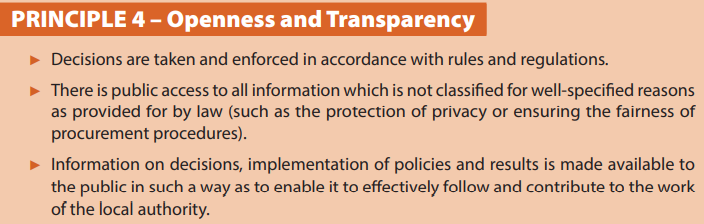 PRINCIPLE 4 – Openness and Transparency
► Decisions are taken and enforced in accordance with rules and regulations.
► There is public access to all information which is not classified for well-specified reasons
as provided for by law (such as the protection of privacy or ensuring the fairness of
procurement procedures).
► Information on decisions, implementation of policies and results is made available to
the public in such a way as to enable it to effectively follow and contribute to the work
of the local authority.